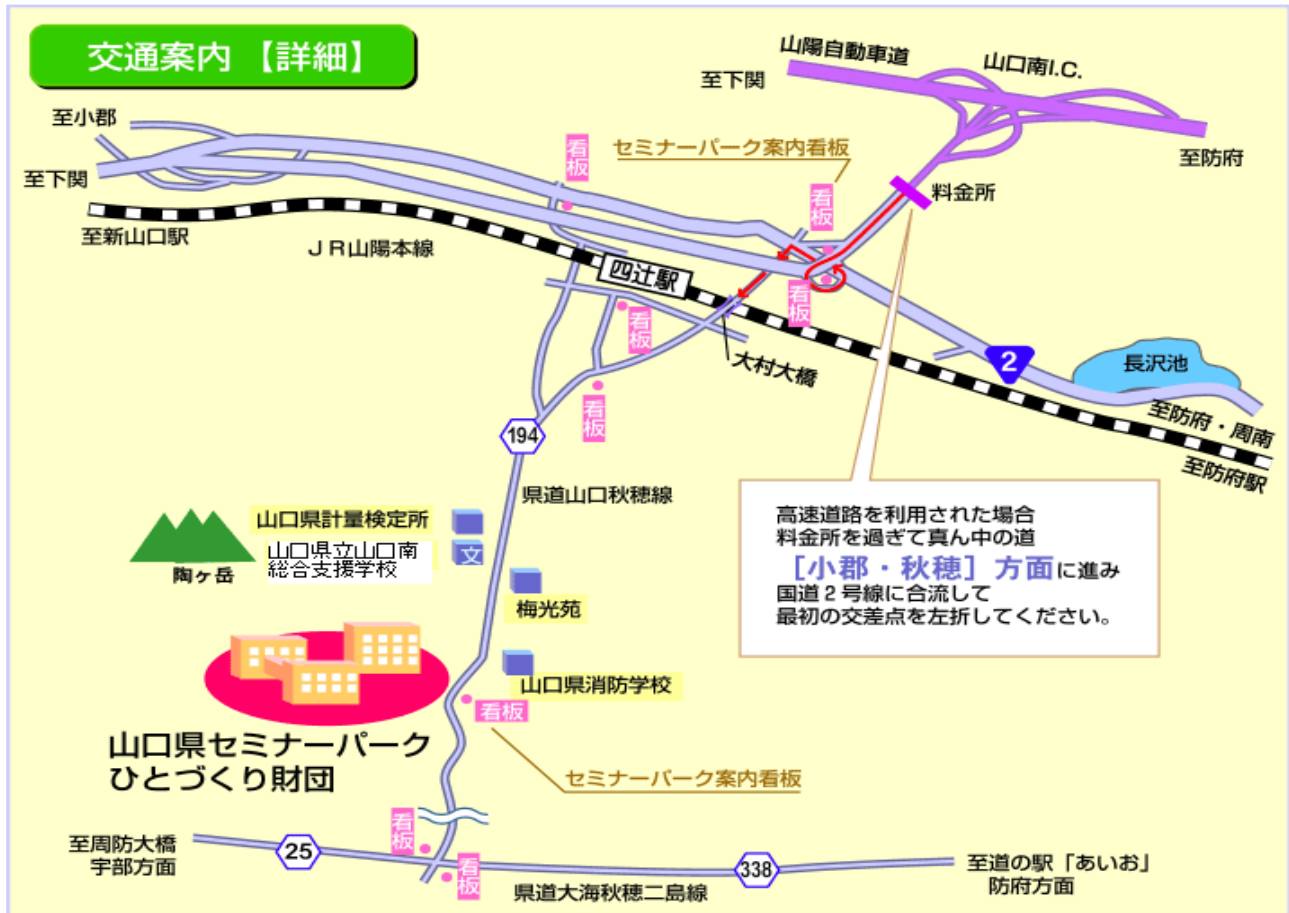 交通案内 【詳細】
山陽自動車道
山口南I.C.
至下関
至防府
料金所
至小郡
至下関
看板
セミナーパーク案内看板
看板
至新山口駅
JR山陽本線
四辻駅
看板
看板
大村大橋
2
長沢池
至防府・周南
至防府駅
看板
194
県道山口秋穂線
高速道路を利用された場合
料金所を過ぎて真ん中の道
[小郡・秋穂] 方面に進み
国道2号線に合流して
最初の交差点を左折してください。
山口県計量検定所
山口県立山口南
総合支援学校
文
陶ヶ岳
梅光苑
山口県消防学校
看板
山口県セミナーパーク
ひとづくり財団
セミナーパーク案内看板
至周防大橋
宇部方面
25
看板
看板
県道大海秋穂二島線
338
至道の駅「あいお」
防府方面